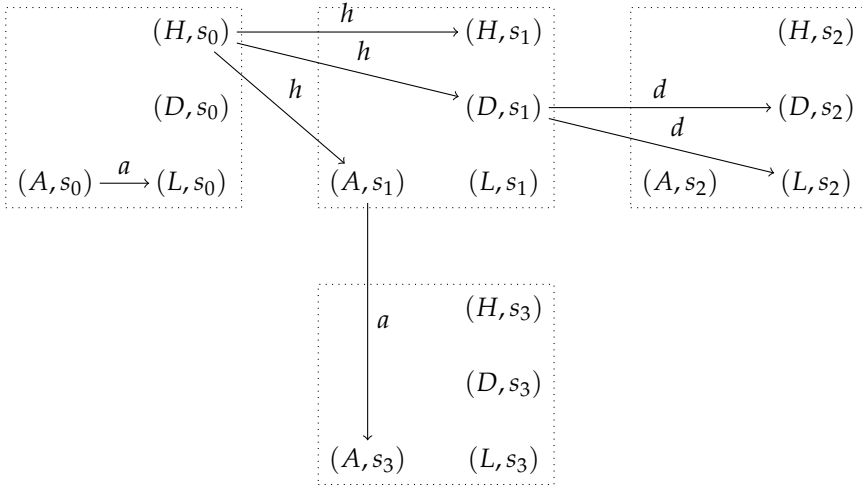 (H, s₀) h (H, s₁) (H, s₂)
h
h
(D, s₀) (D, s₁) d (D, s₂)
d
(A, s₀) a (L, s₀) (A, s₁) (L, s₁) (A, s₂) (L, s₂)
(H, s₃)
a
(D, s₃)
(A, s₃) (L, s₃)